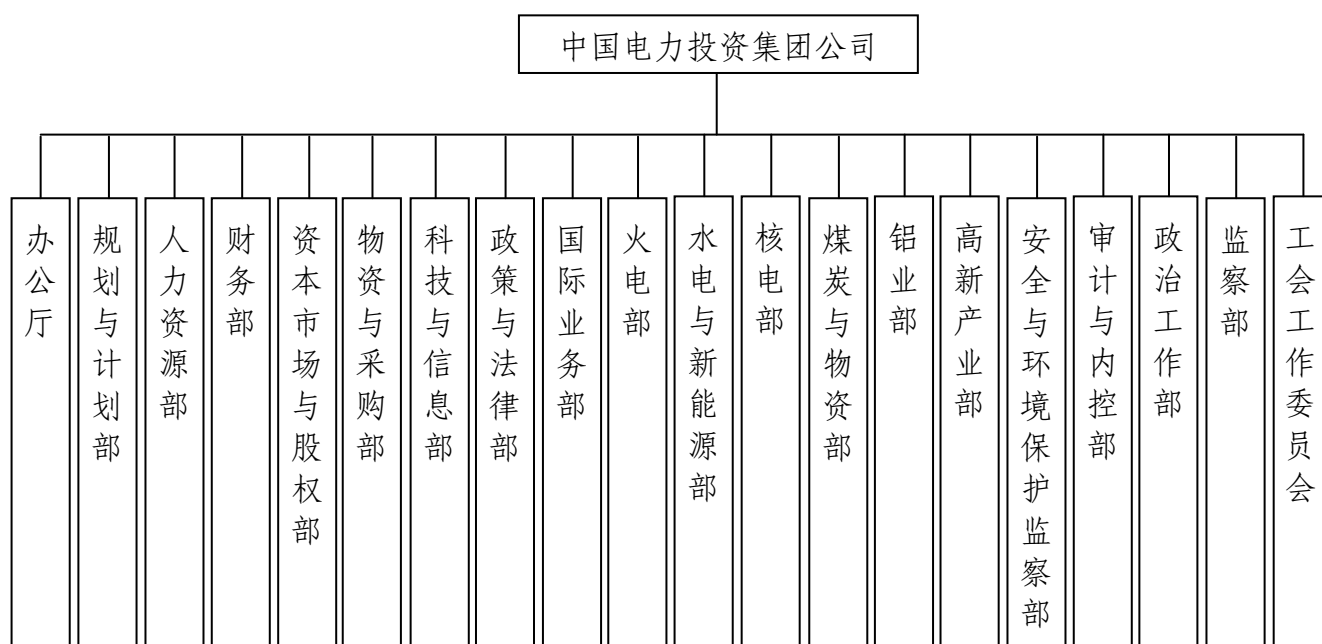 中国电力投资集团公司
办公厅
规划与计划部
人力资源部
财务部
资本市场与股权部
物资与采购部
科技与信息部
政策与法律部
国际业务部
火电部
水电与新能源部
核电部
煤炭与物资部
铝业部
高新产业部
安全与环境保护监察部
审计与内控部
政治工作部
监察部
工会工作委员会